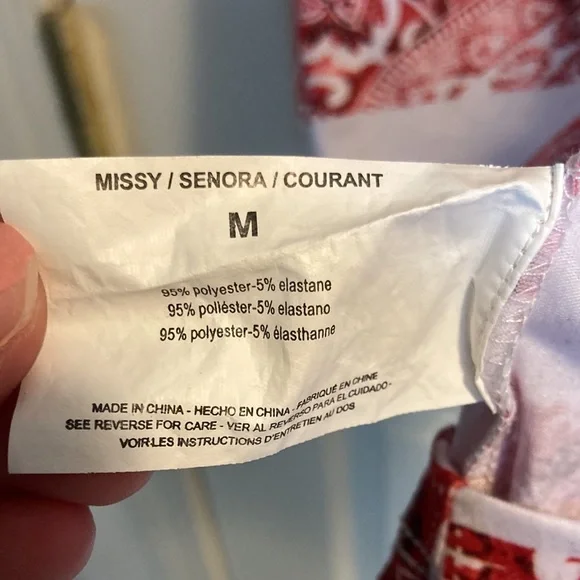 MISSY / SENORA / COURANT
M
95% polyester-5% elastane
95% poliéster-5% elastano
95% polyester-5% élasthanne
MADE IN CHINA - HECHO EN CHINA - FABRIQUÉ EN CHINE
SEE REVERSE FOR CARE - VER AL REVERSO PARA EL CUIDADO -
VOIR-LES INSTRUCTIONS D'ENTRETIEN AU DOS